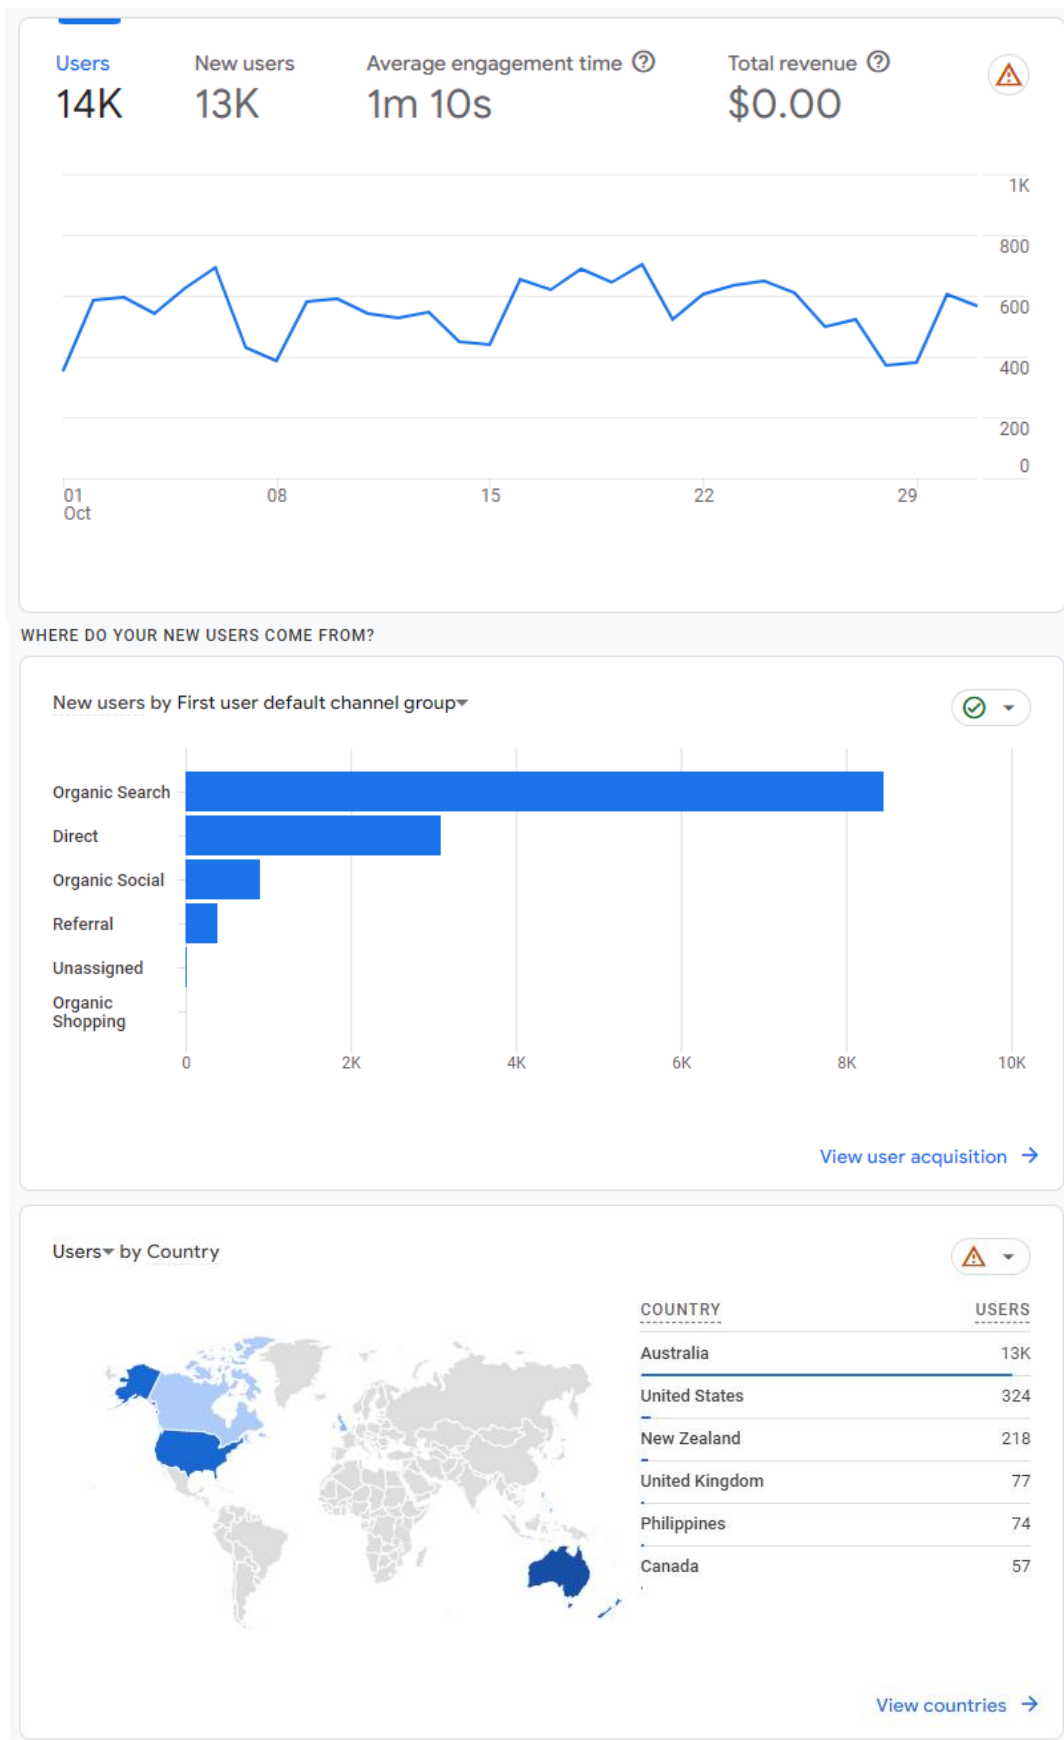 Users
14K
New users
13K
Average engagement time
1m 10s
Total revenue
$0.00
1K
800
600
400
200
0
01
Oct
08
15
22
29
WHERE DO YOUR NEW USERS COME FROM?
New users by First user default channel group
Organic Search
Direct
Organic Social
Referral
Unassigned
Organic
Shopping
0
2K
4K
6K
8K
10K
View user acquisition
Users by Country
COUNTRY USERS
Australia 13K
United States 324
New Zealand 218
United Kingdom 77
Philippines 74
Canada 57
View countries